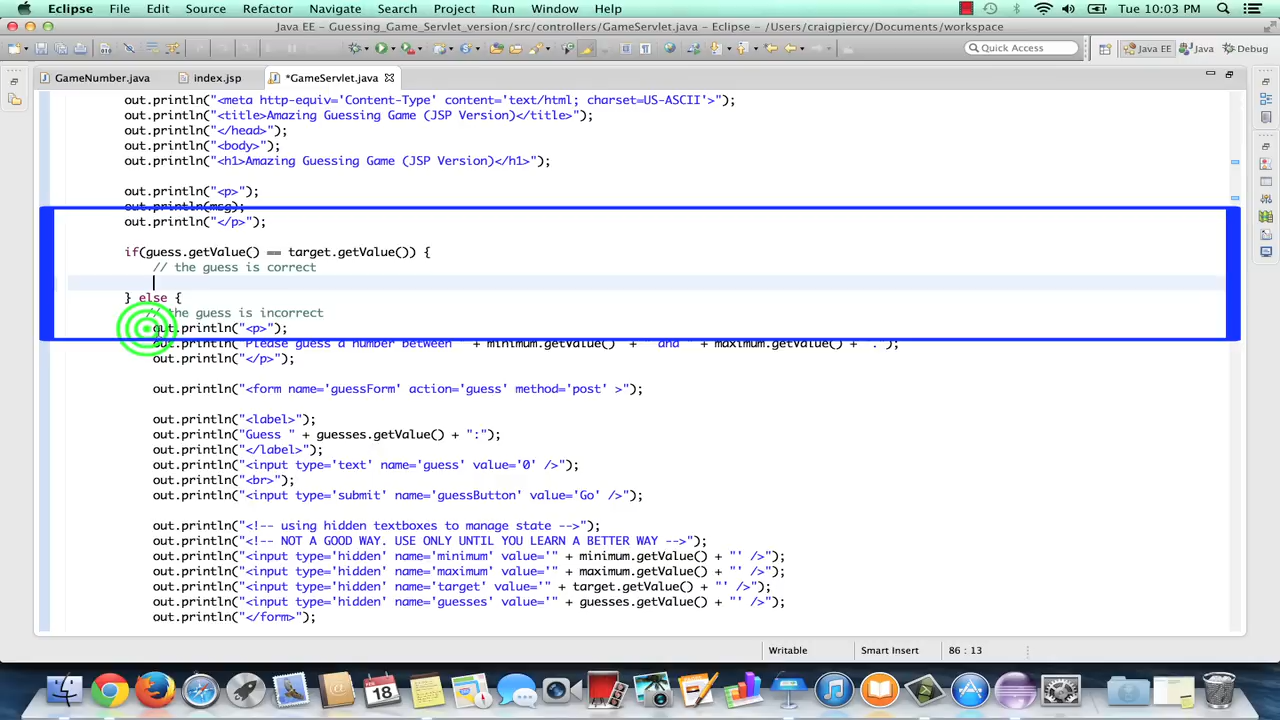 Eclipse File Edit Source Refactor Navigate Search Project Run Window Help Tue 10:03 PM
Java EE - Guessing_Game_Servlet_version/src/controllers/GameServlet.java - Eclipse - /Users/craigpiercy/Documents/workspace
Quick Access Java EE Java Debug
GameNumber.java index.jsp *GameServlet.java
out.println("<meta http-equiv='Content-Type' content='text/html; charset=US-ASCII'>");
out.println("<title>Amazing Guessing Game (JSP Version)</title>");
out.println("</head>");
out.println("<body>");
out.println("<h1>Amazing Guessing Game (JSP Version)</h1>");
out.println("<p>");
out.println(msg);
out.println("</p>");
if(guess.getValue() == target.getValue()) {
// the guess is correct
} else {
// the guess is incorrect
out.println("<p>");
out.println("Please guess a number between " + minimum.getValue() + " and " + maximum.getValue() + ".");
out.println("</p>");
out.println("<form name='guessForm' action='guess' method='post' >");
out.println("<label>");
out.println("Guess " + guesses.getValue() + ":");
out.println("</label>");
out.println("<input type='text' name='guess' value='0' />");
out.println("<br>");
out.println("<input type='submit' name='guessButton' value='Go' />");
out.println("<!-- using hidden textboxes to manage state -->");
out.println("<!-- NOT A GOOD WAY. USE ONLY UNTIL YOU LEARN A BETTER WAY -->");
out.println("<input type='hidden' name='minimum' value='" + minimum.getValue() + "' />");
out.println("<input type='hidden' name='maximum' value='" + maximum.getValue() + "' />");
out.println("<input type='hidden' name='target' value='" + target.getValue() + "' />");
out.println("<input type='hidden' name='guesses' value='" + guesses.getValue() + "' />");
out.println("</form>");
Writable Smart Insert 86 : 13
FEB
18